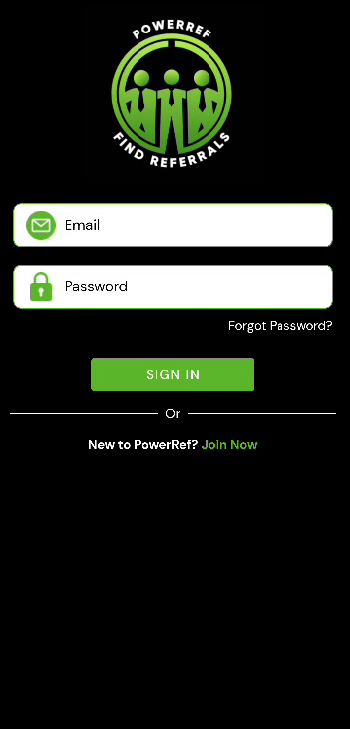 POWERREF
FIND REFERRALS
Email
Password
Forgot Password?
SIGN IN
Or
New to PowerRef? Join Now